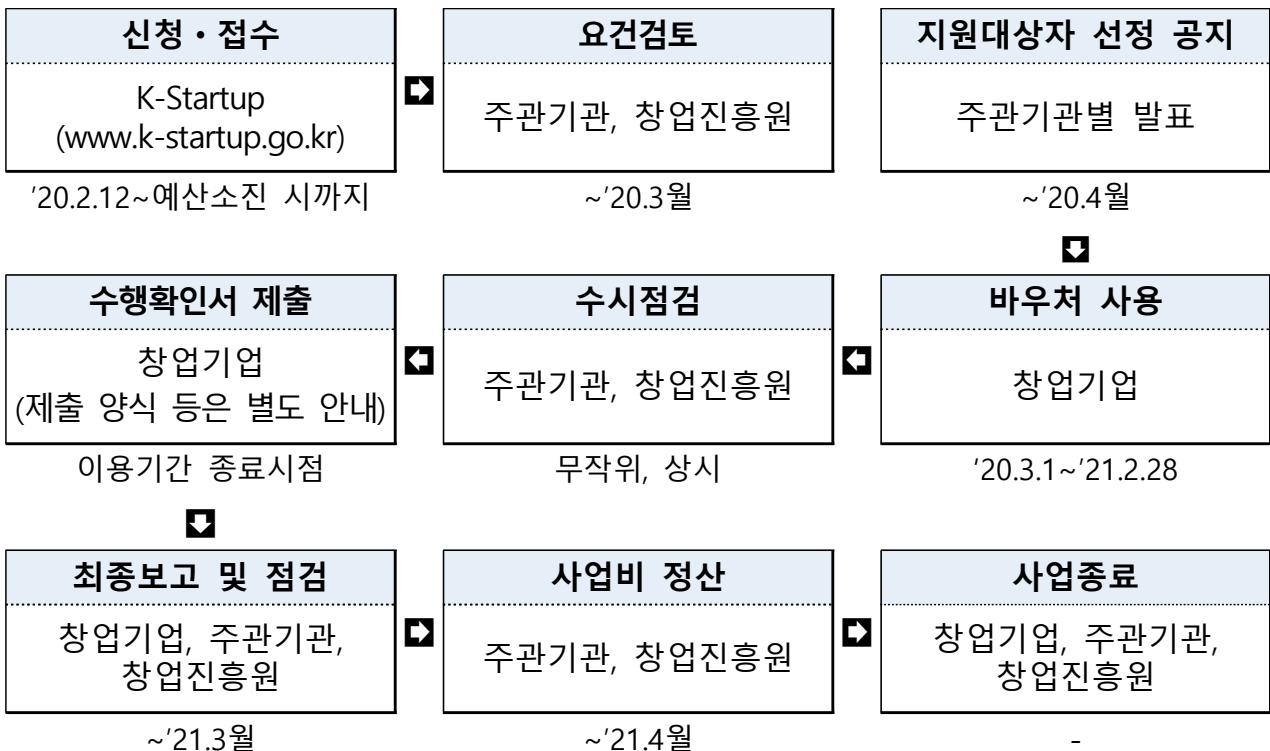 신청・접수
K-Startup
(www.k-startup.go.kr)
'20.2.12~예산소진 시까지
요건검토
주관기관, 창업진흥원
~'20.3월
지원대상자 선정 공지
주관기관별 발표
~'20.4월
바우처 사용
창업기업
'20.3.1~'21.2.28
수시점검
주관기관, 창업진흥원
무작위, 상시
수행확인서 제출
창업기업
(제출 양식 등은 별도 안내)
이용기간 종료시점
최종보고 및 점검
창업기업, 주관기관,
창업진흥원
~'21.3월
사업비 정산
주관기관, 창업진흥원
~'21.4월
사업종료
창업기업, 주관기관,
창업진흥원
-